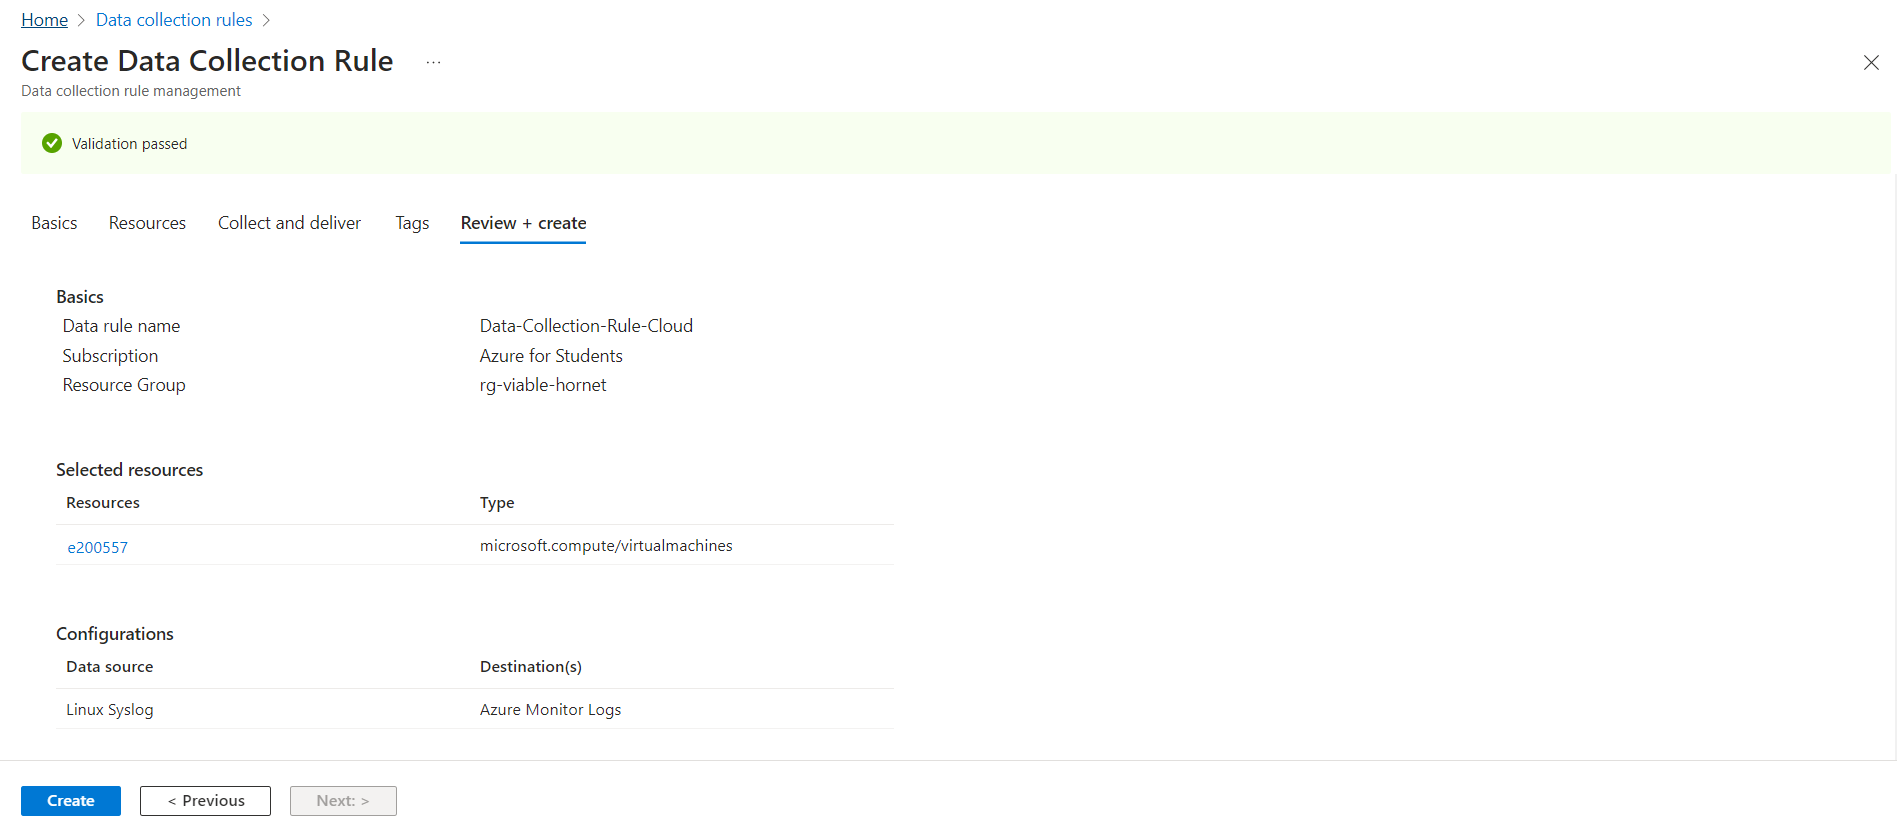 Home > Data collection rules >
Create Data Collection Rule ...
Data collection rule management
Validation passed
Basics Resources Collect and deliver Tags Review + create
Basics
Data rule name Data-Collection-Rule-Cloud
Subscription Azure for Students
Resource Group rg-viable-hornet
Selected resources
Resources Type
e200557 microsoft.compute/virtualmachines
Configurations
Data source Destination(s)
Linux Syslog Azure Monitor Logs
Create < Previous Next: >